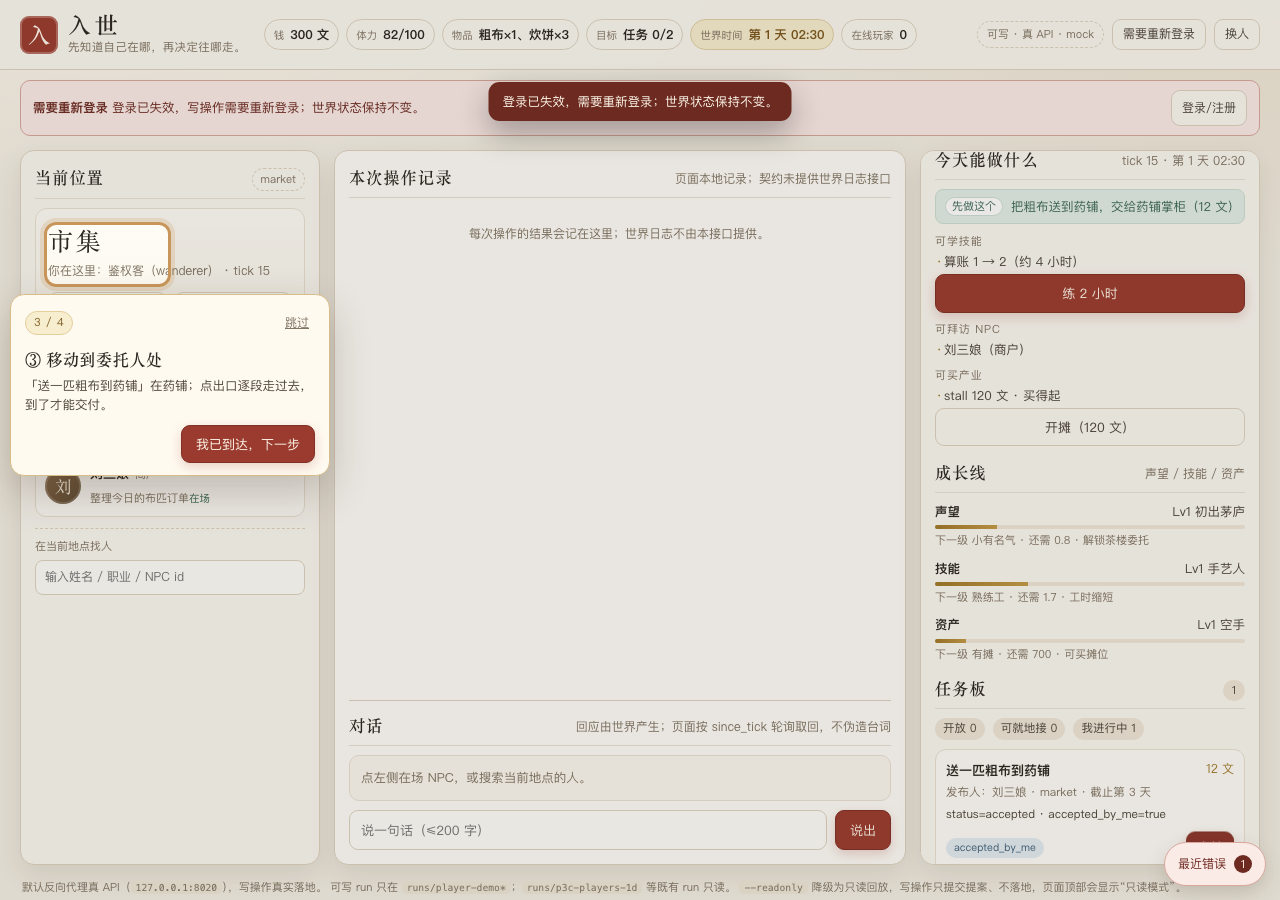 入
入世
先知道自己在哪，再决定往哪走。
钱 300 文
体力 82/100
物品 粗布×1、炊饼×3
目标 任务 0/2
世界时间 第 1 天 02:30
在线玩家 0
可写 · 真 API · mock
需要重新登录
换人
需要重新登录 登录已失效，写操作需要重新登录；世界状态保持不变。
登录已失效，需要重新登录；世界状态保持不变。
登录/注册
当前位置
market
市集
你在这里：鉴权客（wanderer） · tick 15
3 / 4
跳过
③ 移动到委托人处
「送一匹粗布到药铺」在药铺；点出口逐段走过去，
到了才能交付。
我已到达，下一步
刘
整理今日的布匹订单在场
在当前地点找人
输入姓名 / 职业 / NPC id
本次操作记录
页面本地记录；契约未提供世界日志接口
每次操作的结果会记在这里；世界日志不由本接口提供。
对话
回应由世界产生；页面按 since_tick 轮询取回，不伪造台词
点左侧在场 NPC，或搜索当前地点的人。
说一句话（≤200 字）
说出
今天能做什么
tick 15 · 第 1 天 02:30
先做这个 把粗布送到药铺，交给药铺掌柜（12 文）
可学技能
· 算账 1 → 2（约 4 小时）
练 2 小时
可拜访 NPC
· 刘三娘（商户）
可买产业
· stall 120 文 · 买得起
开摊（120 文）
成长线
声望 / 技能 / 资产
声望
Lv1 初出茅庐
下一级 小有名气 · 还需 0.8 · 解锁茶楼委托
技能
Lv1 手艺人
下一级 熟练工 · 还需 1.7 · 工时缩短
资产
Lv1 空手
下一级 有摊 · 还需 700 · 可买摊位
任务板
1
开放 0
可就地接 0
我进行中 1
送一匹粗布到药铺
12 文
发布人：刘三娘 · market · 截止第 3 天
status=accepted · accepted_by_me=true
accepted_by_me
最近错误 1
默认反向代理真 API（ 127.0.0.1:8020 ），写操作真实落地。 可写 run 只在 runs/player-demo* ； runs/p3c-players-1d 等既有 run 只读。 --readonly 降级为只读回放，写操作只提交提案、不落地，页面顶部会显示“只读模式”。